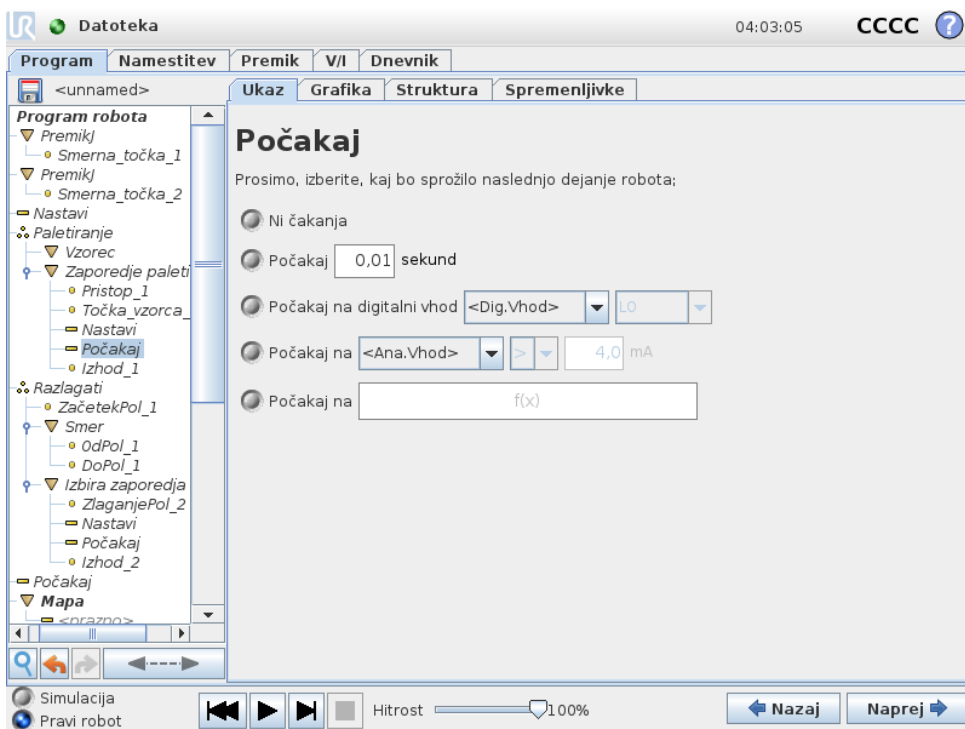 UR Datoteka 04:03:05 CCCC ?
Program Namestitev Premik V/I Dnevnik
<unnamed>
Ukaz Grafika Struktura Spremenljivke
Program robota
PremikJ
Smerna_točka_1
PremikJ
Smerna_točka_2
Nastavi
Paletiranje
Vzorec
Zaporedje paleti
Pristop_1
Točka_vzorca_
Nastavi
Počakaj
Izhod_1
Razlagati
ZačetekPol_1
Smer
OdPol_1
DoPol_1
Izbira zaporedja
ZlaganjePol_2
Nastavi
Počakaj
Izhod_2
Počakaj
Mapa
<prazno>
Počakaj
Prosimo, izberite, kaj bo sprožilo naslednjo dejanje robota;
Ni čakanja
Počakaj 0,01 sekund
Počakaj na digitalni vhod <Dig.Vhod> LO
Počakaj na <Ana.Vhod> > 4,0 mA
Počakaj na f(x)
Simulacija
Pravi robot
Hitrost 100%
Nazaj Naprej